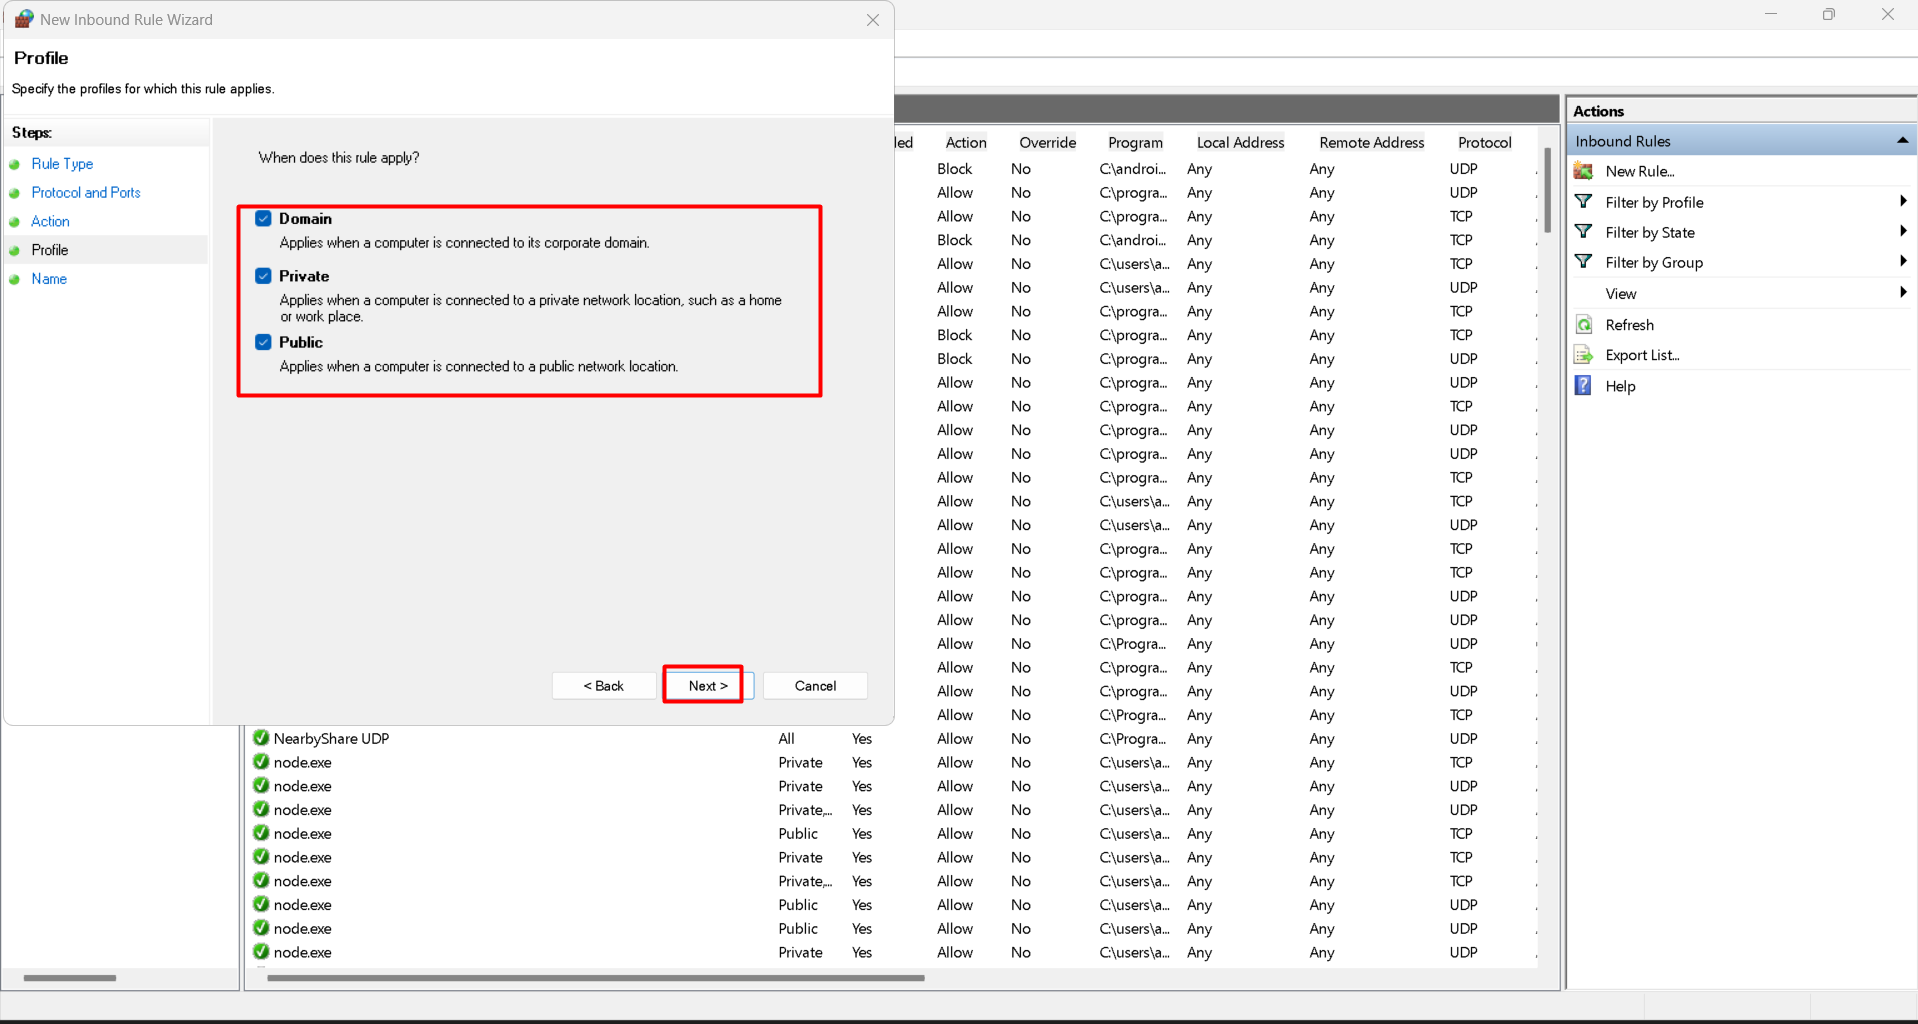 New Inbound Rule Wizard
Profile
Specify the profiles for which this rule applies.
Steps:
Rule Type
Protocol and Ports
Action
Profile
Name
When does this rule apply?
Domain
Applies when a computer is connected to its corporate domain.
Private
Applies when a computer is connected to a private network location, such as a home
or work place.
Public
Applies when a computer is connected to a public network location.
< Back Next > Cancel
led Action Override Program Local Address Remote Address Protocol
Block No C:\androi... Any Any UDP
Allow No C:\progra... Any Any UDP
Allow No C:\progra... Any Any TCP
Block No C:\androi... Any Any TCP
Allow No C:\users\a... Any Any TCP
Allow No C:\users\a... Any Any UDP
Allow No C:\progra... Any Any TCP
Block No C:\progra... Any Any TCP
Block No C:\progra... Any Any UDP
Allow No C:\progra... Any Any UDP
Allow No C:\progra... Any Any TCP
Allow No C:\progra... Any Any UDP
Allow No C:\progra... Any Any UDP
Allow No C:\progra... Any Any TCP
Allow No C:\users\a... Any Any TCP
Allow No C:\users\a... Any Any UDP
Allow No C:\progra... Any Any TCP
Allow No C:\progra... Any Any TCP
Allow No C:\progra... Any Any UDP
Allow No C:\progra... Any Any UDP
Allow No C:\Progra... Any Any UDP
Allow No C:\progra... Any Any TCP
Allow No C:\progra... Any Any UDP
Allow No C:\Progra... Any Any TCP
NearbyShare UDP All Yes Allow No C:\Progra... Any Any UDP
node.exe Private Yes Allow No C:\users\a... Any Any TCP
node.exe Private Yes Allow No C:\users\a... Any Any UDP
node.exe Private,... Yes Allow No C:\users\a... Any Any UDP
node.exe Public Yes Allow No C:\users\a... Any Any TCP
node.exe Private Yes Allow No C:\users\a... Any Any TCP
node.exe Private,... Yes Allow No C:\users\a... Any Any TCP
node.exe Public Yes Allow No C:\users\a... Any Any UDP
node.exe Public Yes Allow No C:\users\a... Any Any UDP
node.exe Private Yes Allow No C:\users\a... Any Any UDP
Actions
Inbound Rules
New Rule...
Filter by Profile
Filter by State
Filter by Group
View
Refresh
Export List...
Help